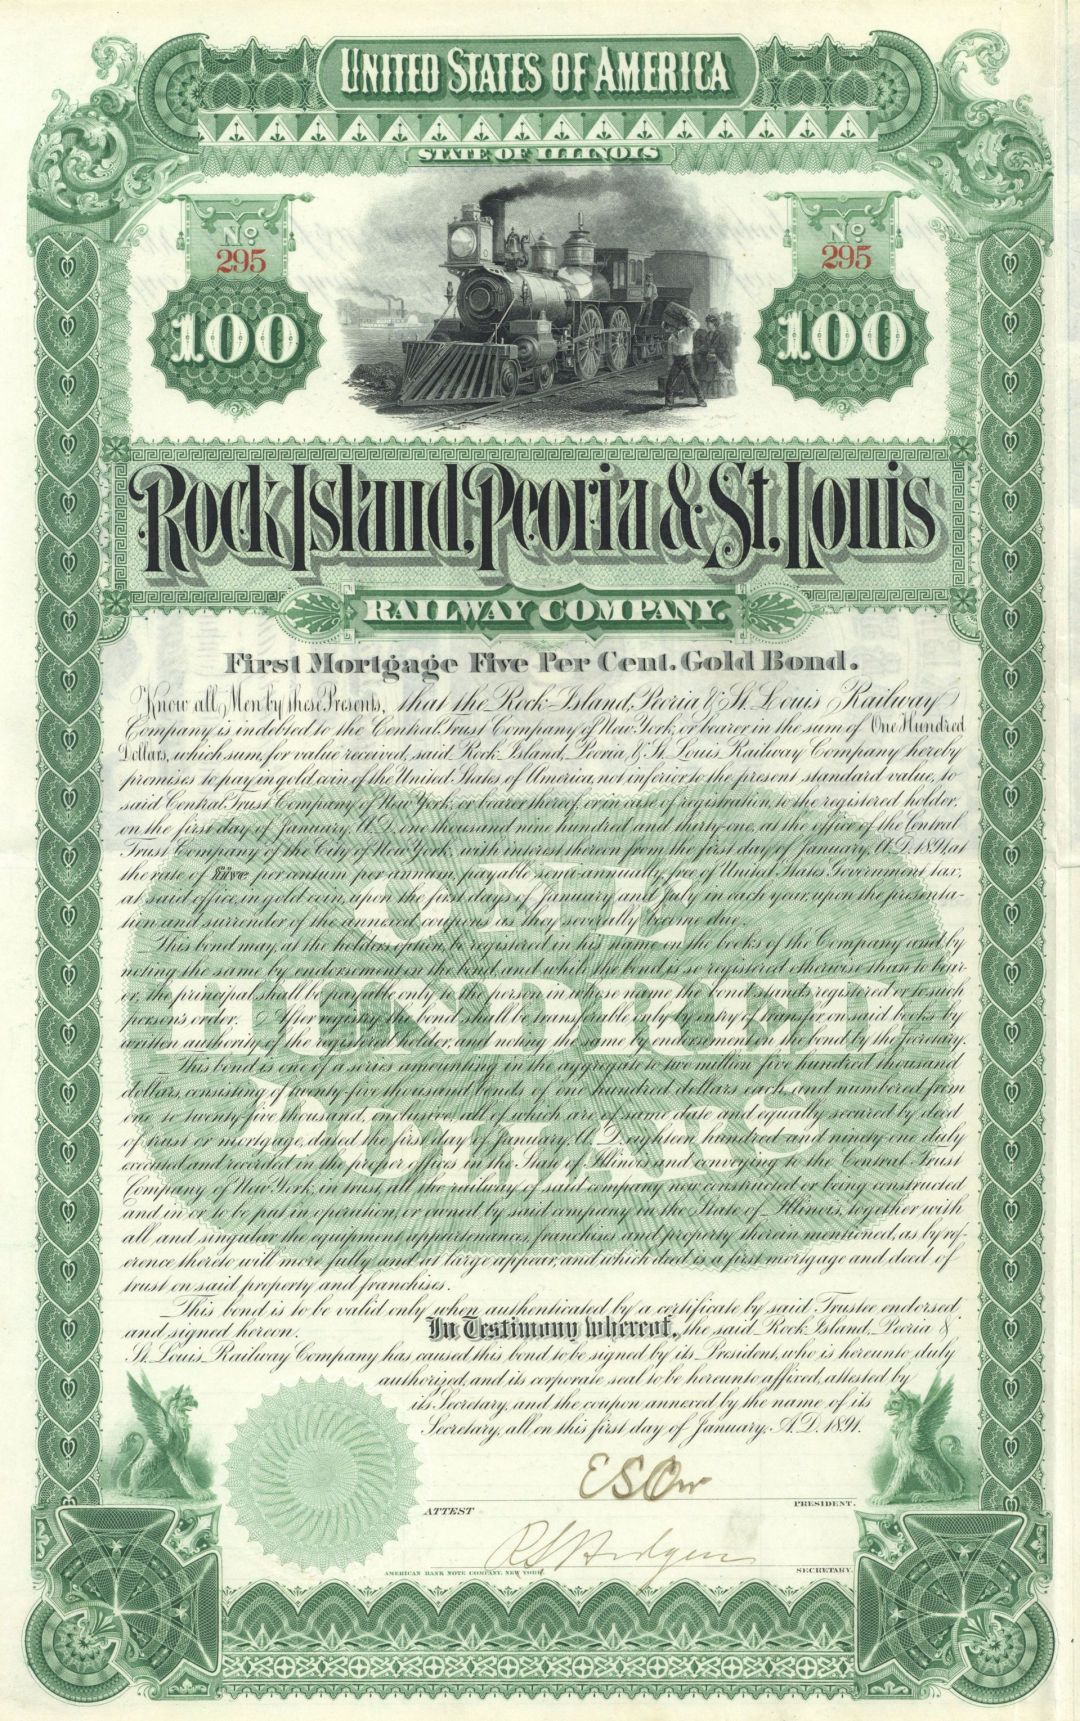 UNITED STATES OF AMERICA
STATE OF ILLINOIS
No 295
No 295
100
100
Rock Island, Peoria & St. Louis
RAILWAY COMPANY.
First Mortgage Five Per Cent. Gold Bond.
Know all Men by these Presents, that the Rock Island, Peoria & St. Louis Railway
Company is indebted to the Central Trust Company of New York, or bearer in the sum of One Hundred
Dollars, which sum, for value received, said Rock Island, Peoria & St. Louis Railway Company hereby
promises to pay in gold coin of the United States of America, not inferior to the present standard value, to
said Central Trust Company of New York, or bearer thereof, or in case of registration, to the registered holder,
on the first day of January, A.D. one thousand nine hundred and thirty-one, at the office of the Central
Trust Company of the City of New York, with interest thereon from the first day of January, A.D. 1891, at
the rate of five per centum per annum, payable semi-annually, free of United States Government tax,
at said office, in gold coin, upon the first days of January and July in each year, upon the presenta-
tion and surrender of the annexed coupons as they severally become due.
This bond may, at the holders option, be registered in his name on the books of the Company and by
noting the same by endorsement on the bond, and while the bond is so registered otherwise than to bear-
er, the principal shall be payable only to the person in whose name the bond stands registered or to such
person's order. After registry the bond shall be transferable only by entry of transfer on said books by
written authority of the registered holder, and noting the same by endorsement on the bond by the Secretary.
This bond is one of a series amounting in the aggregate to two million five hundred thousand
dollars, consisting of twenty-five thousand bonds of one hundred dollars each, and numbered from
one to twenty-five thousand, inclusive, all of which are of same date and equally secured by deed
of trust or mortgage, dated the first day of January, A.D. eighteen hundred and ninety-one duly
executed and recorded in the proper offices in the State of Illinois and conveying to the Central Trust
Company of New York, in trust, all the railway of said company now constructed or being constructed
and in or to be put in operation, or owned by said company in the State of Illinois, together with
all and singular the equipment appurtenances, franchises and property therein mentioned, as by ref-
erence thereto will more fully and at large appear, and which deed is a first mortgage and deed of
trust on said property and franchises.
This bond is to be valid only when authenticated by a certificate by said Trustee endorsed
and signed hereon. In Testimony whereof, the said Rock Island, Peoria &
St. Louis Railway Company has caused this bond to be signed by its President, who is hereunto duly
authorized, and its corporate seal to be hereunto affixed, attested by
its Secretary, and the coupon annexed by the name of its
Secretary, all on this first day of January, A.D. 1891.
ONE
HUNDRED
DOLLARS
ATTEST
PRESIDENT.
AMERICAN BANK NOTE COMPANY, NEW YORK.
SECRETARY.